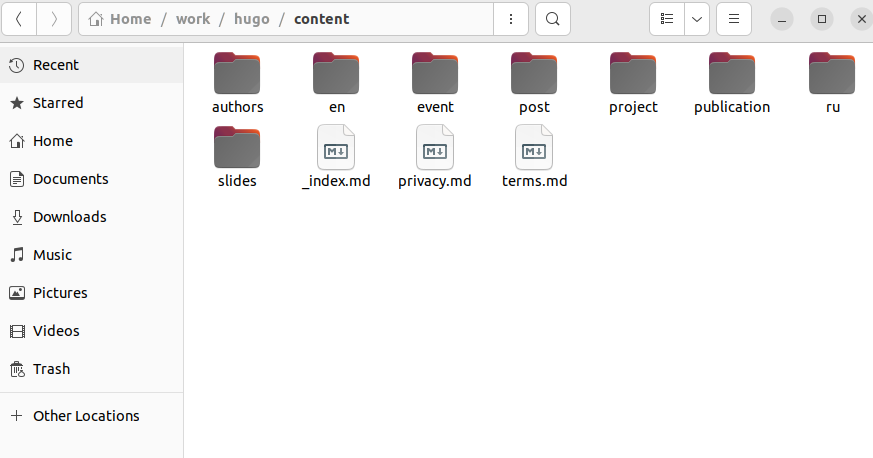 Home / work / hugo / content
Recent
Starred
Home
Documents
Downloads
Music
Pictures
Videos
Trash
+ Other Locations
authors en event post project publication ru
slides _index.md privacy.md terms.md